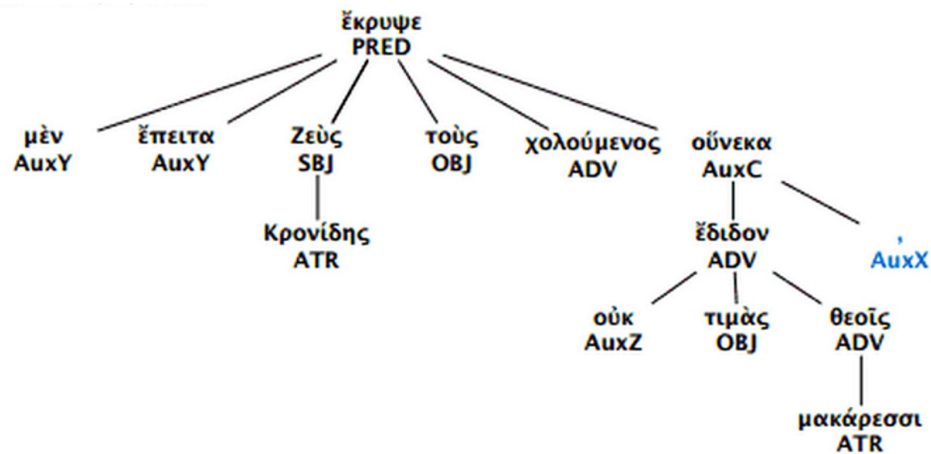 ἔκρυψε
PRED
μὲν ἔπειτα Ζεὺς τοὺς χολούμενος οὕνεκα
AuxY AuxY SBJ OBJ ADV AuxC
Κρονίδης ἔδιδον ,
ATR ADV AuxX
οὐκ τιμὰς θεοῖς
AuxZ OBJ ADV
μακάρεσσι
ATR